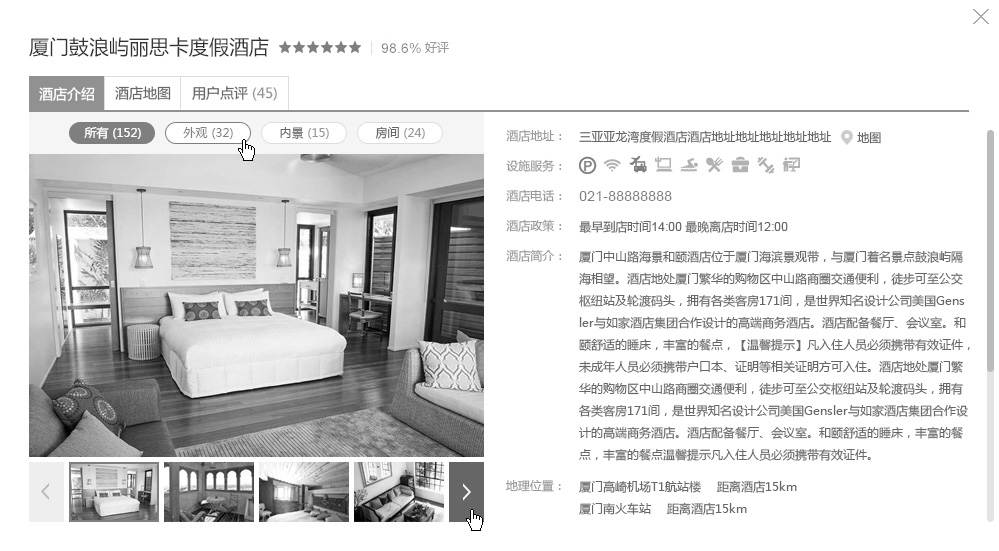 厦门鼓浪屿丽思卡度假酒店 98.6% 好评
酒店介绍 酒店地图 用户点评 (45)
所有 (152) 外观 (32) 内景 (15) 房间 (24)
酒店地址： 三亚亚龙湾度假酒店酒店地址地址地址地址地址 地图
设施服务：
酒店电话： 021-88888888
酒店政策： 最早到店时间14:00 最晚离店时间12:00
酒店简介： 厦门中山路海景和颐酒店位于厦门海滨景观带，与厦门着名景点鼓浪屿隔
海相望。酒店地处厦门繁华的购物区中山路商圈交通便利，徒步可至公交
枢纽站及轮渡码头，拥有各类客房171间，是世界知名设计公司美国Gens
ler与如家酒店集团合作设计的高端商务酒店。酒店配备餐厅、会议室。和
颐舒适的睡床，丰富的餐点，【温馨提示】凡入住人员必须携带有效证件，
未成年人员必须携带户口本、证明等相关证明方可入住。酒店地处厦门繁
华的购物区中山路商圈交通便利，徒步可至公交枢纽站及轮渡码头，拥有
各类客房171间，是世界知名设计公司美国Gensler与如家酒店集团合作设
计的高端商务酒店。酒店配备餐厅、会议室。和颐舒适的睡床，丰富的餐
点，丰富的餐点温馨提示凡入住人员必须携带有效证件。
地理位置： 厦门高崎机场T1航站楼 距离酒店15km
厦门南火车站 距离酒店15km